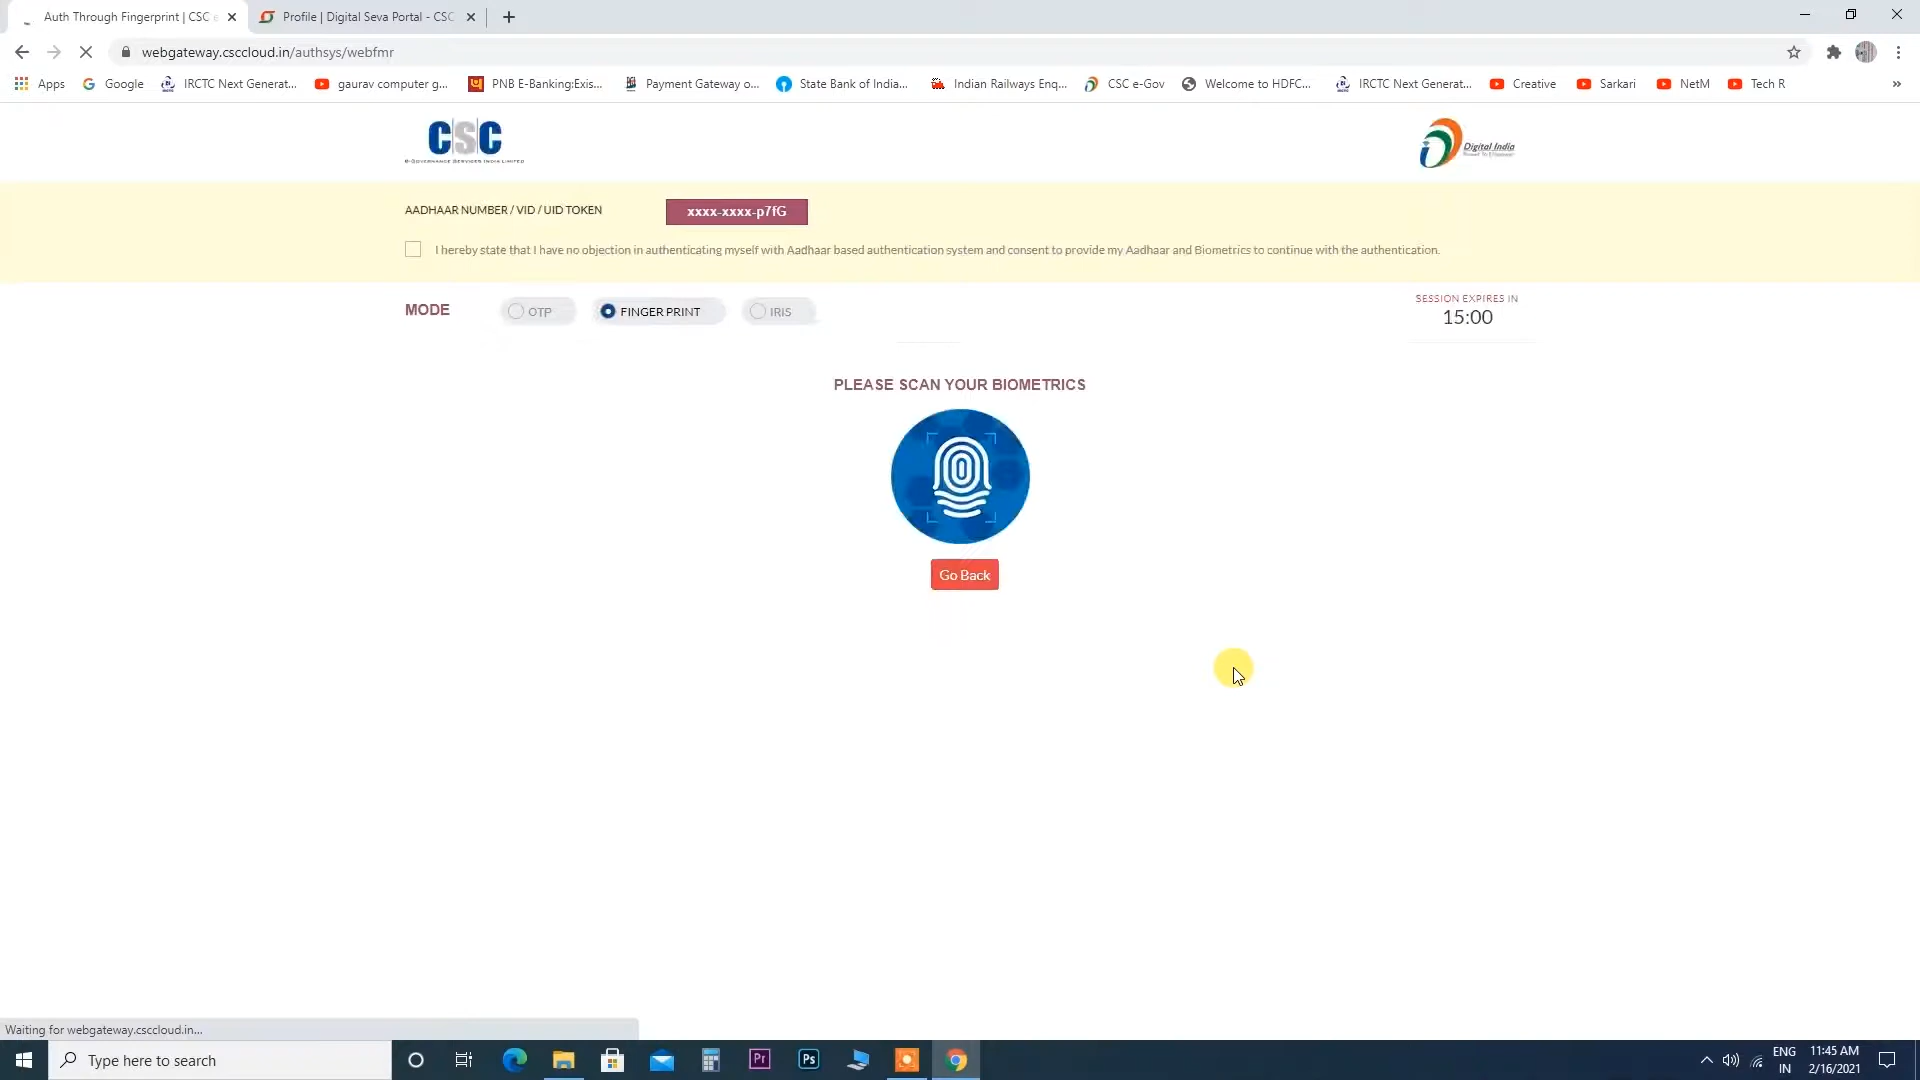 Auth Through Fingerprint | CSC e
Profile | Digital Seva Portal - CSC
webgateway.csccloud.in/authsys/webfmr
Apps
Google
IRCTC Next Generat...
gaurav computer g...
PNB E-Banking:Exis...
Payment Gateway o...
State Bank of India...
Indian Railways Enq...
CSC e-Gov
Welcome to HDFC...
IRCTC Next Generat...
Creative
Sarkari
NetM
Tech R
CSC
E-GOVERNANCE SERVICES INDIA LIMITED
Digital India
AADHAAR NUMBER / VID / UID TOKEN
xxxx-xxxx-p7fG
I hereby state that I have no objection in authenticating myself with Aadhaar based authentication system and consent to provide my Aadhaar and Biometrics to continue with the authentication.
MODE
OTP
FINGER PRINT
IRIS
SESSION EXPIRES IN
15:00
PLEASE SCAN YOUR BIOMETRICS
Go Back
Waiting for webgateway.csccloud.in...
Type here to search
Pr
Ps
ENG
IN
11:45 AM
2/16/2021